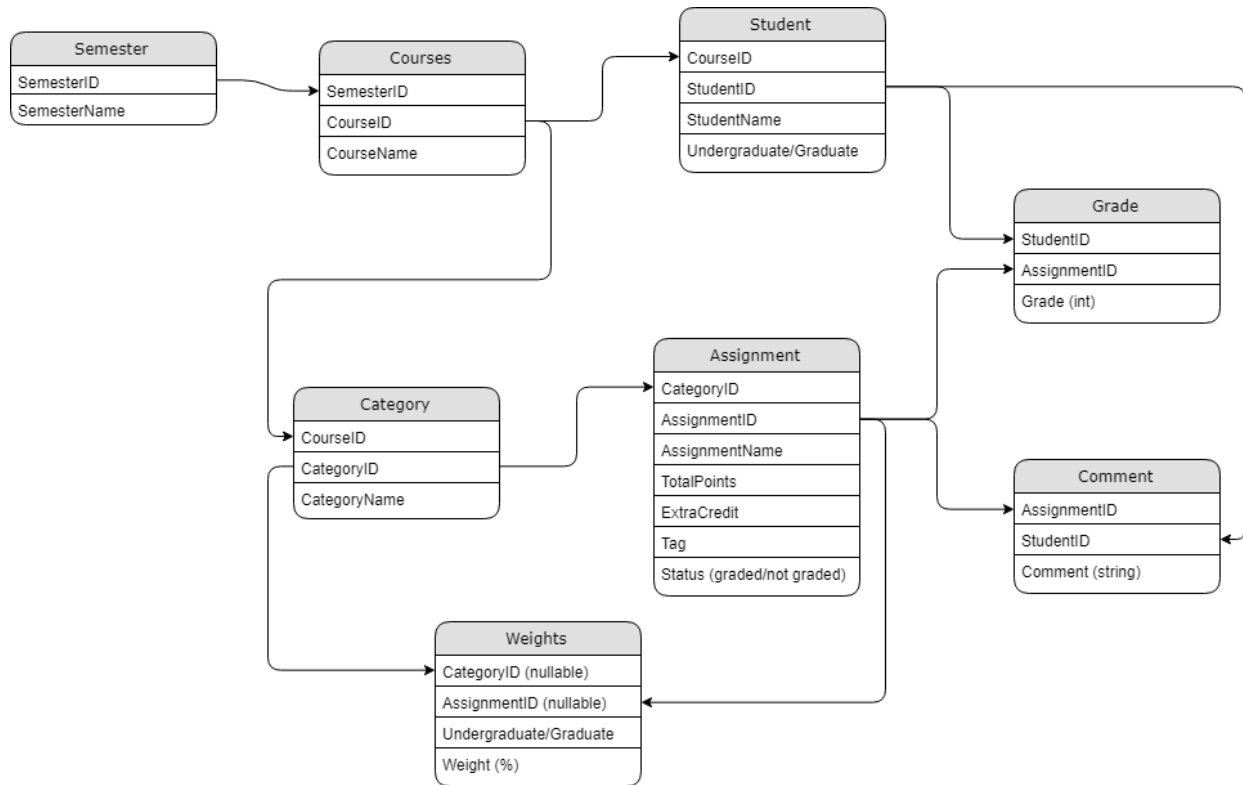 Semester
SemesterID
SemesterName
Courses
SemesterID
CourseID
CourseName
Student
CourseID
StudentID
StudentName
Undergraduate/Graduate
Grade
StudentID
AssignmentID
Grade (int)
Category
CourseID
CategoryID
CategoryName
Assignment
CategoryID
AssignmentID
AssignmentName
TotalPoints
ExtraCredit
Tag
Status (graded/not graded)
Comment
AssignmentID
StudentID
Comment (string)
Weights
CategoryID (nullable)
AssignmentID (nullable)
Undergraduate/Graduate
Weight (%)